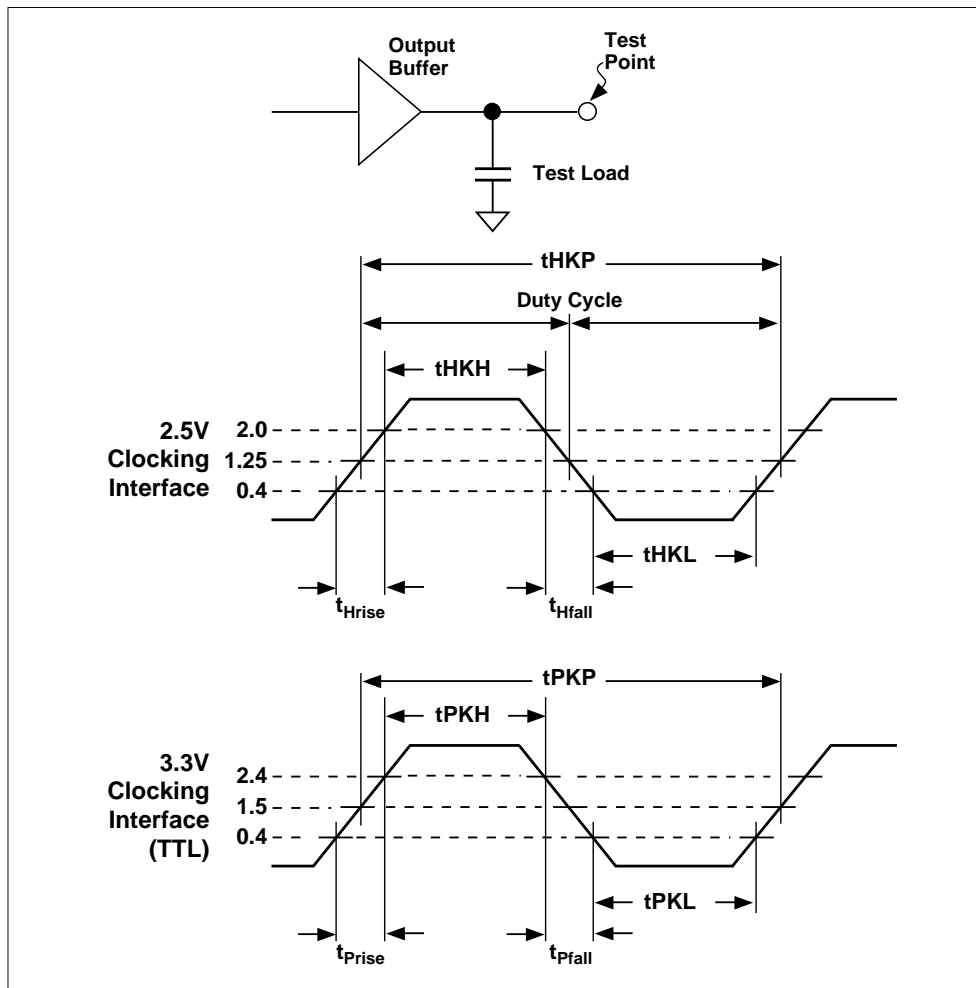 Output
Buffer
Test
Point
Test Load
tHKP
Duty Cycle
tHKH
2.5V
Clocking
Interface
2.0
1.25
0.4
tHKL
tHrise
tHfall
tPKP
tPKH
3.3V
Clocking
Interface
(TTL)
2.4
1.5
0.4
tPKL
tPrise
tPfall